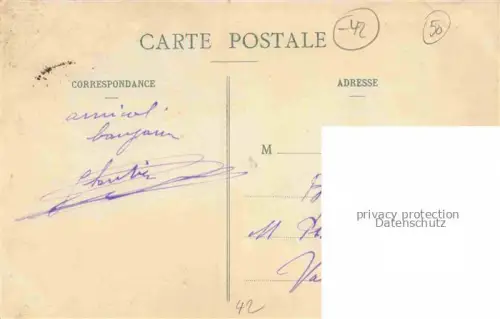 -42
50
CARTE POSTALE
CORRESPONDANCE
ADRESSE
amical
bonjour
M
M
privacy protection
Datenschutz
42